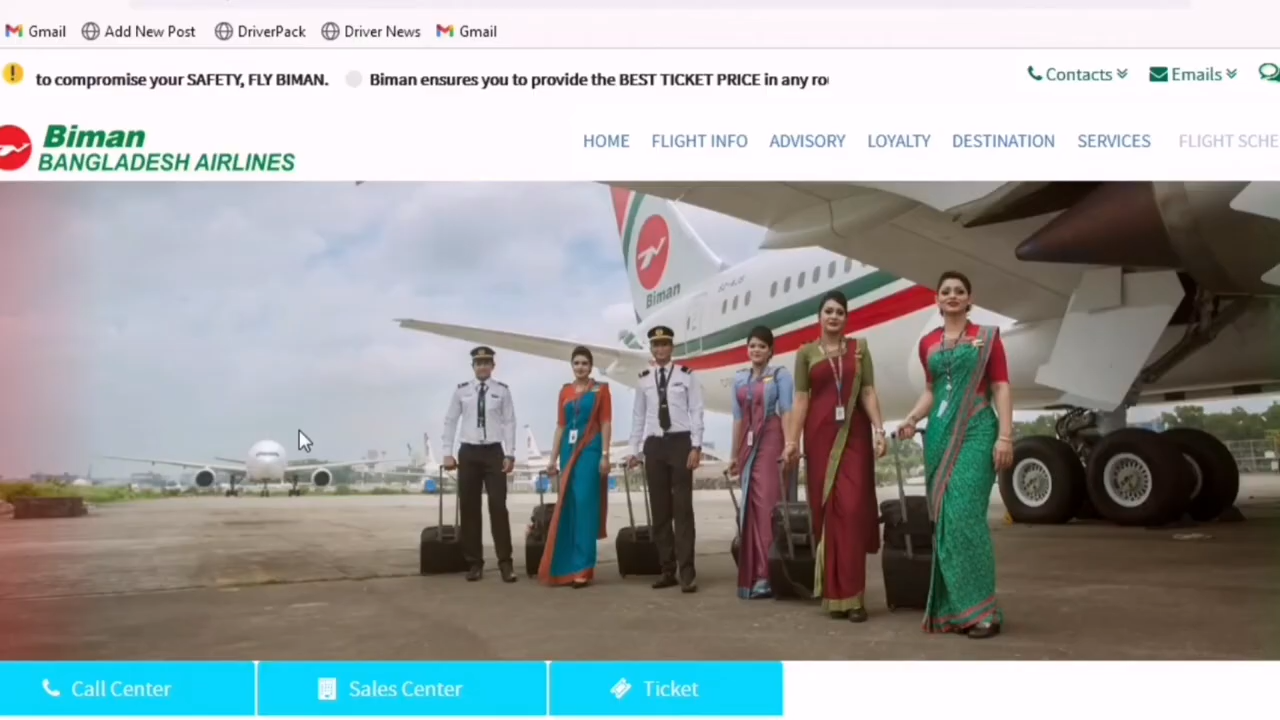 Gmail Add New Post DriverPack Driver News Gmail
to compromise your SAFETY, FLY BIMAN. Biman ensures you to provide the BEST TICKET PRICE in any
Contacts Emails
Biman
BANGLADESH AIRLINES
HOME FLIGHT INFO ADVISORY LOYALTY DESTINATION SERVICES FLIGHT
Biman
Call Center Sales Center Ticket